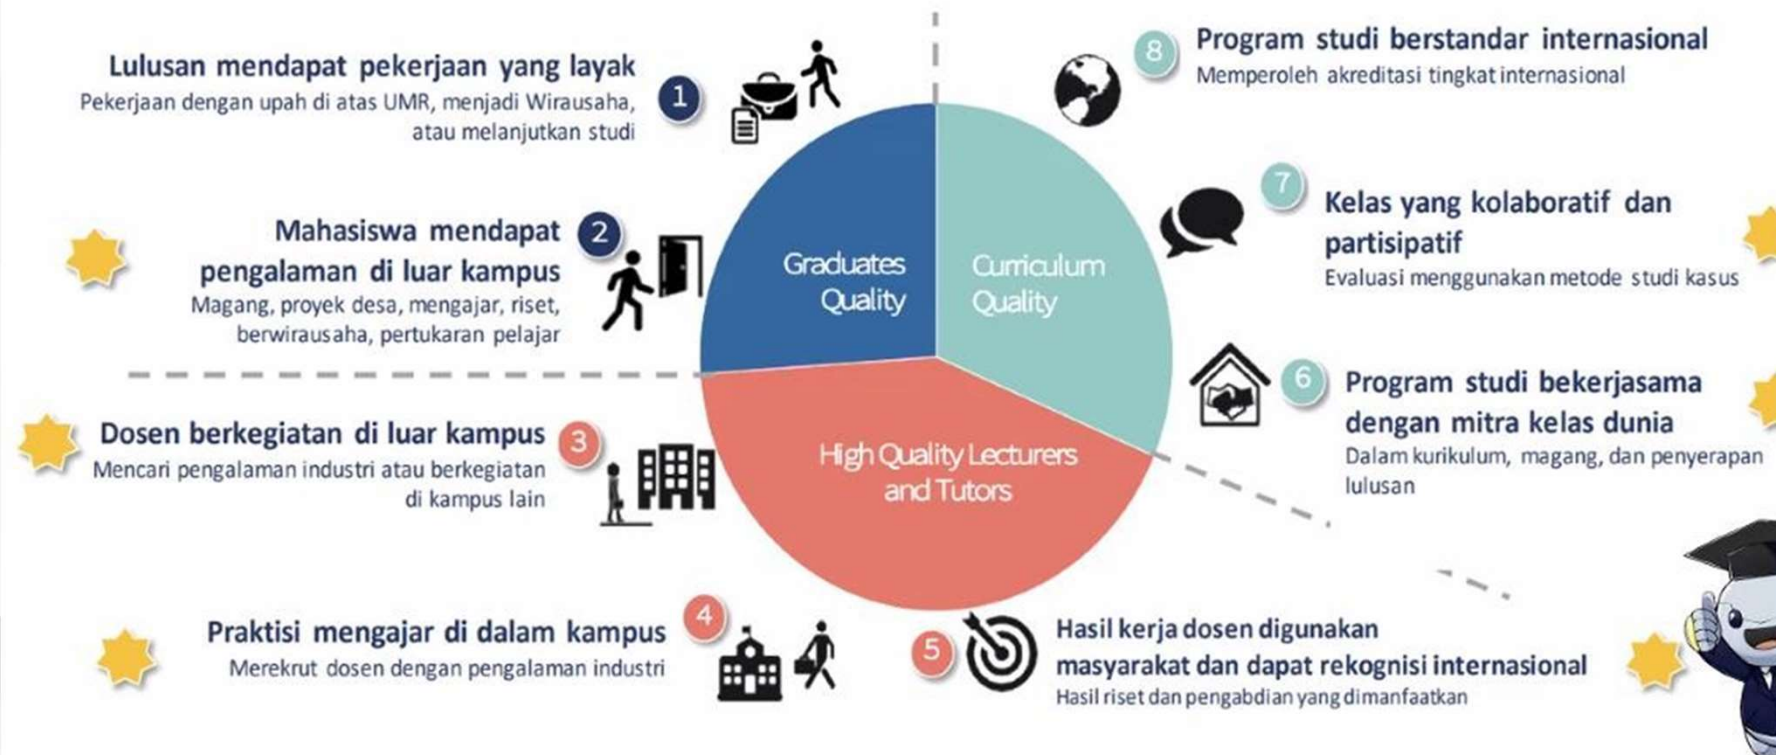 1
Lulusan mendapat pekerjaan yang layak
Pekerjaan dengan upah di atas UMR, menjadi Wirausaha,
atau melanjutkan studi
2
Mahasiswa mendapat
pengalaman di luar kampus
Magang, proyek desa, mengajar, riset,
berwirausaha, pertukaran pelajar
3
Dosen berkegiatan di luar kampus
Mencari pengalaman industri atau berkegiatan
di kampus lain
4
Praktisi mengajar di dalam kampus
Merekrut dosen dengan pengalaman industri
5
Hasil kerja dosen digunakan
masyarakat dan dapat rekognisi internasional
Hasil riset dan pengabdian yang dimanfaatkan
6
Program studi bekerjasama
dengan mitra kelas dunia
Dalam kurikulum, magang, dan penyerapan
lulusan
7
Kelas yang kolaboratif dan
partisipatif
Evaluasi menggunakan metode studi kasus
8
Program studi berstandar internasional
Memperoleh akreditasi tingkat internasional
Graduates
Quality
Curriculum
Quality
High Quality Lecturers
and Tutors